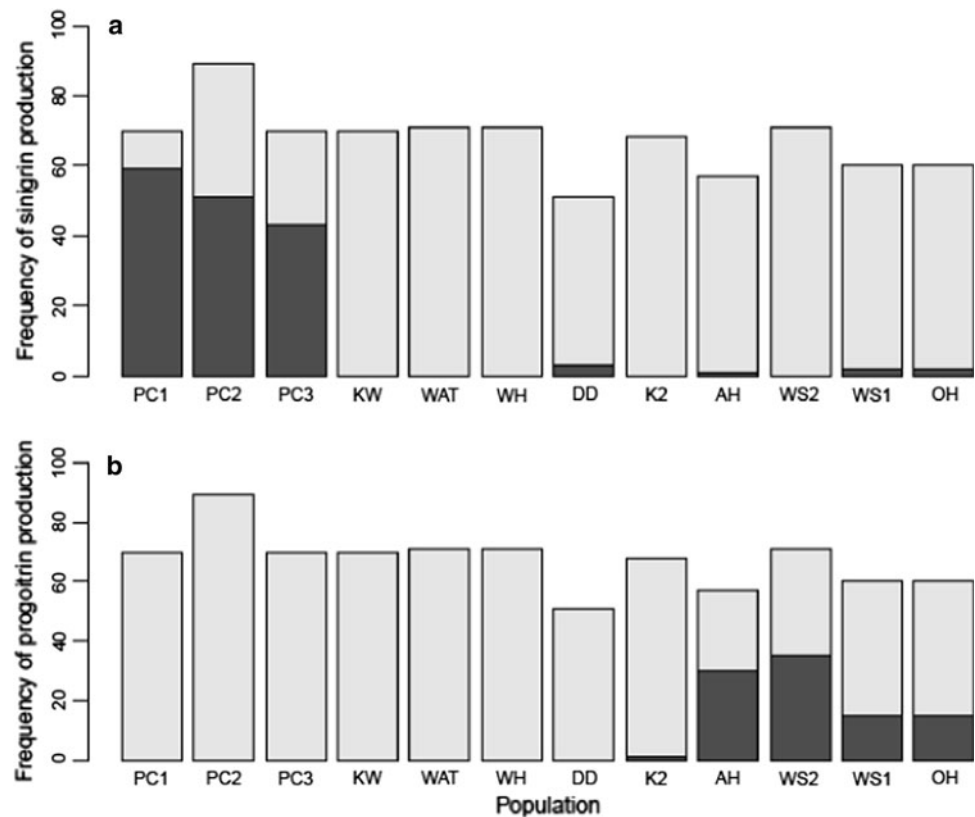 a
Frequency of sinigrin production
100
80
60
40
20
0
PC1 PC2 PC3 KW WAT WH DD K2 AH WS2 WS1 OH
b
Frequency of progoitrin production
100
80
60
40
20
0
PC1 PC2 PC3 KW WAT WH DD K2 AH WS2 WS1 OH
Population